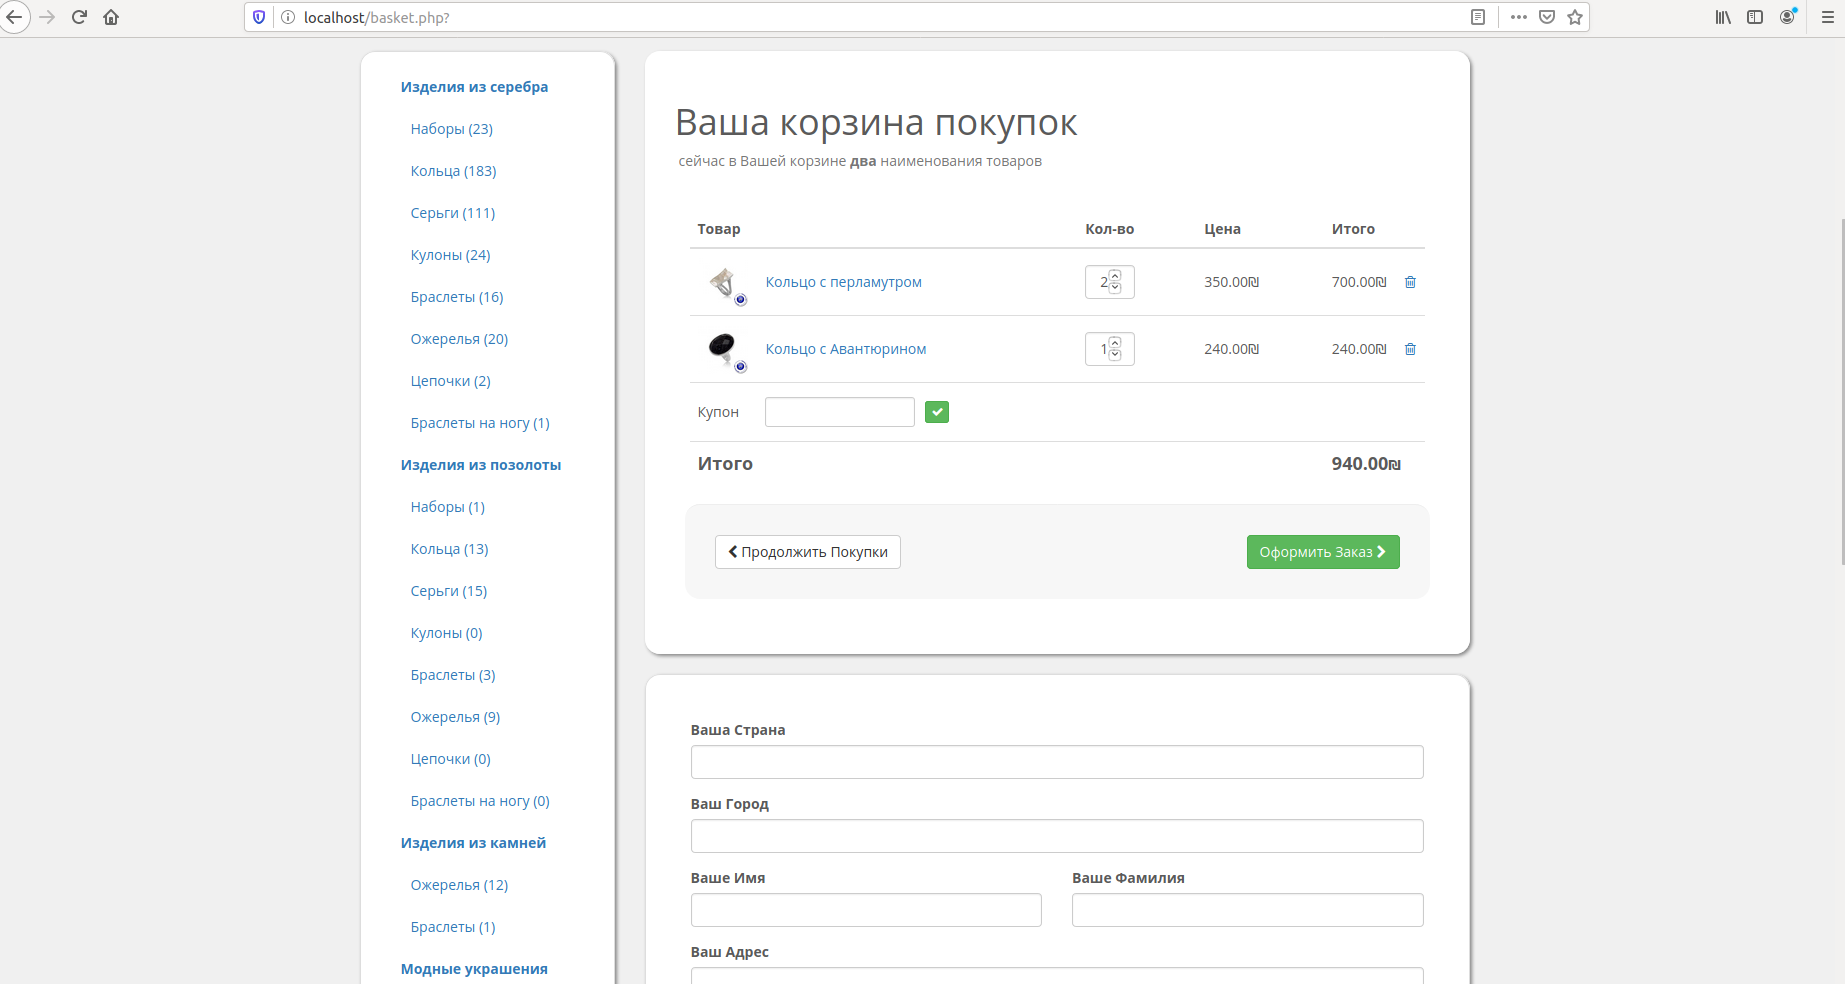 localhost/basket.php?
Изделия из серебра
Наборы (23)
Кольца (183)
Серьги (111)
Кулоны (24)
Браслеты (16)
Ожерелья (20)
Цепочки (2)
Браслеты на ногу (1)
Изделия из позолоты
Наборы (1)
Кольца (13)
Серьги (15)
Кулоны (0)
Браслеты (3)
Ожерелья (9)
Цепочки (0)
Браслеты на ногу (0)
Изделия из камней
Ожерелья (12)
Браслеты (1)
Модные украшения
Ваша корзина покупок
сейчас в Вашей корзине два наименования товаров
Товар Кол-во Цена Итого
Кольцо с перламутром 2 350.00₪ 700.00₪
Кольцо с Авантюрином 1 240.00₪ 240.00₪
Купон
Итого 940.00₪
Продолжить Покупки Оформить Заказ
Ваша Страна
Ваш Город
Ваше Имя Ваше Фамилия
Ваш Адрес